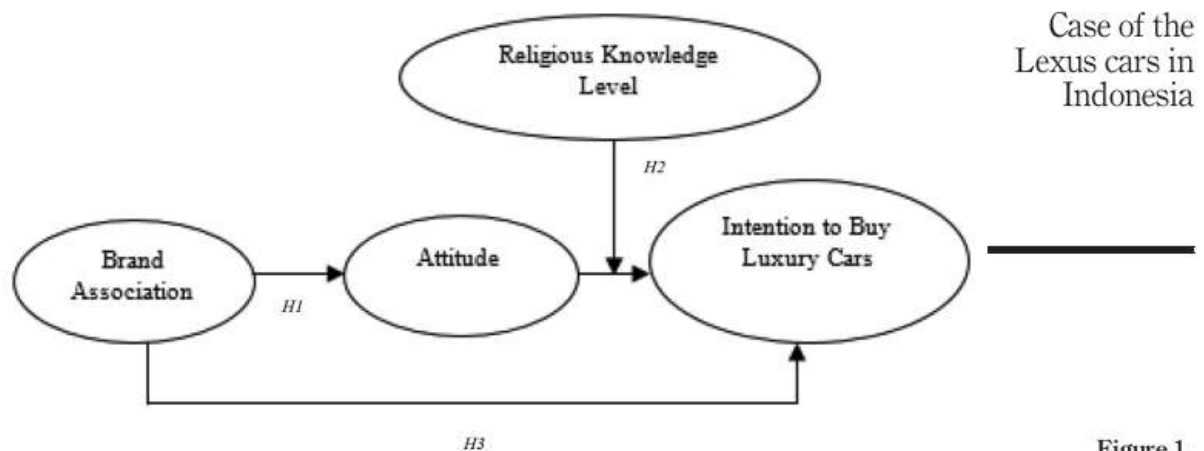 Case of the
Lexus cars in
Indonesia
Religious Knowledge
Level
H2
Intention to Buy
Luxury Cars
Attitude
Brand
Association
H1
H3
Figure 1.